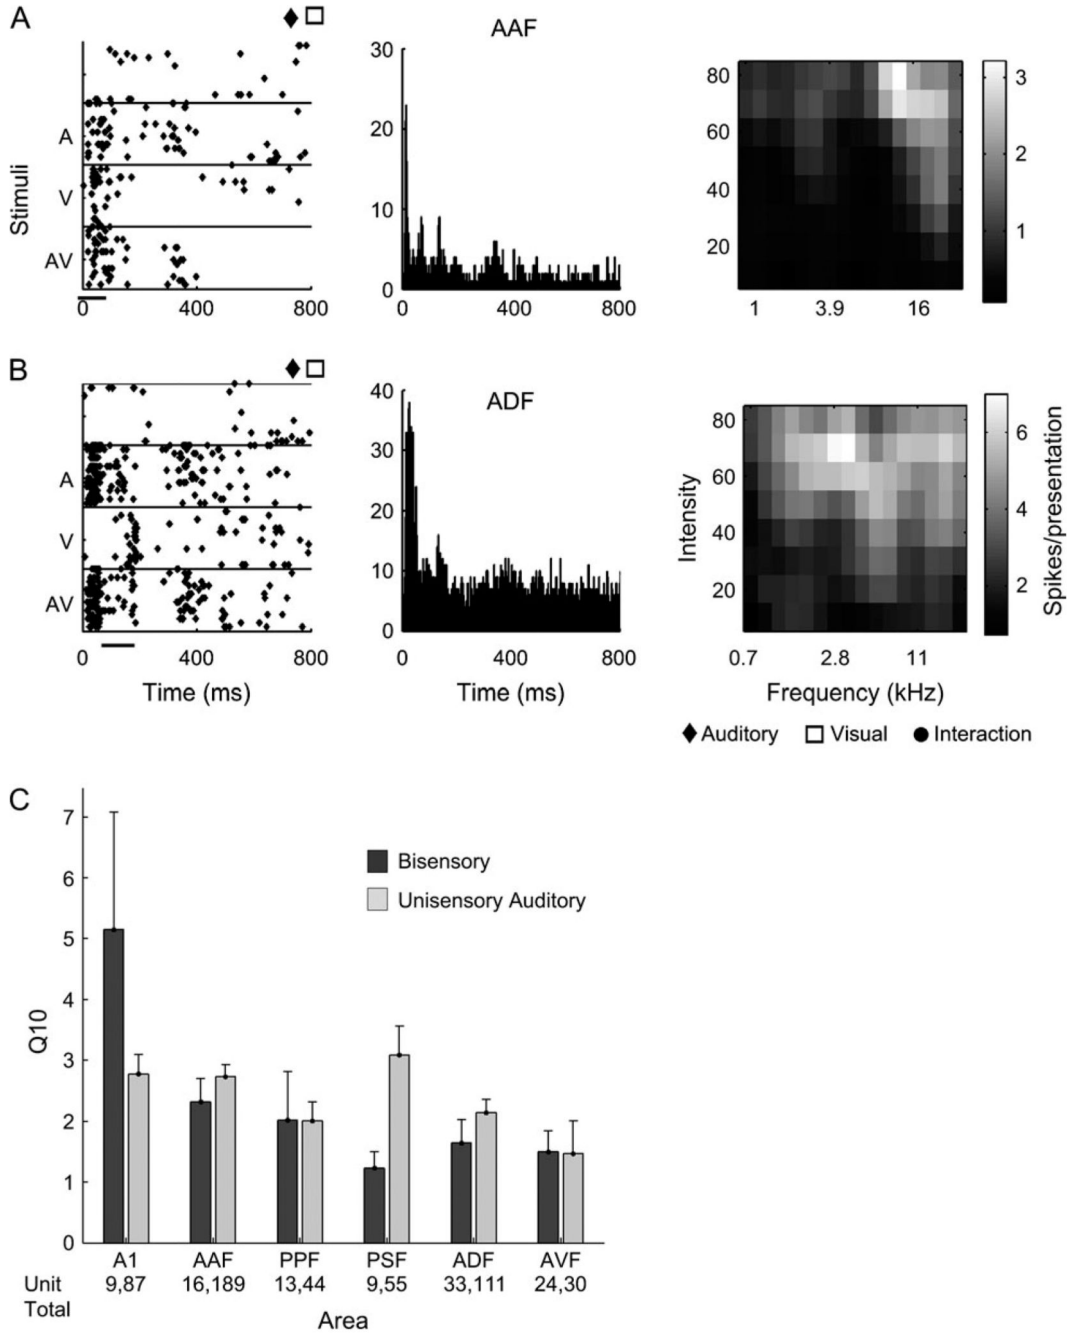 A
AAF
Stimuli
A
V
AV
0
400
800
30
20
10
0
0
400
800
80
60
40
20
1
3.9
16
3
2
1
B
ADF
A
V
AV
0
400
800
Time (ms)
40
30
20
10
0
0
400
800
Time (ms)
Intensity
80
60
40
20
0.7
2.8
11
Frequency (kHz)
6
4
2
Spikes/presentation
Auditory
Visual
Interaction
C
Q10
7
6
5
4
3
2
1
0
Bisensory
Unisensory Auditory
A1 AAF PPF PSF ADF AVF
Unit 9,87 16,189 13,44 9,55 33,111 24,30
Total
Area